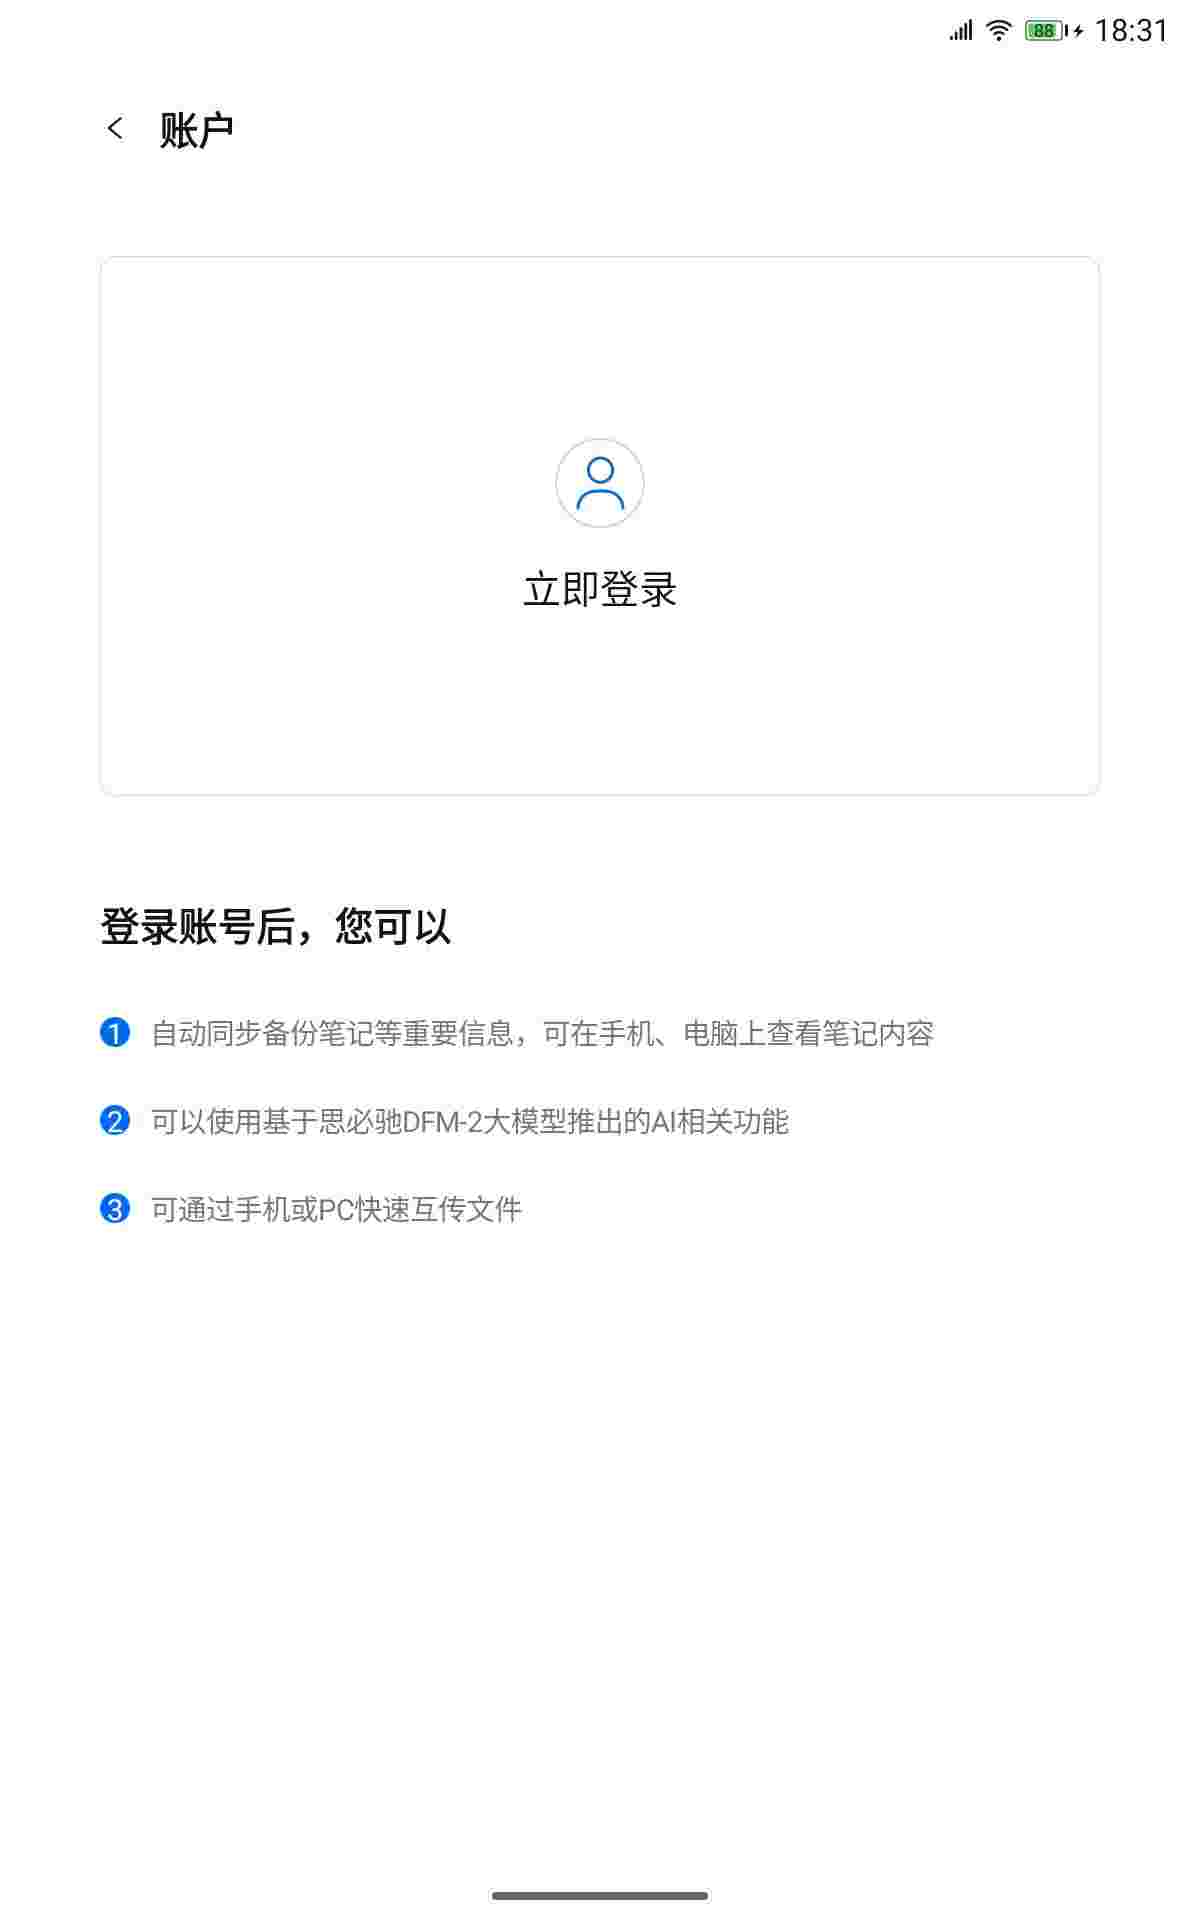 88 18:31
账户
立即登录
登录账号后，您可以
1 自动同步备份笔记等重要信息，可在手机、电脑上查看笔记内容
2 可以使用基于思必驰DFM-2大模型推出的AI相关功能
3 可通过手机或PC快速互传文件